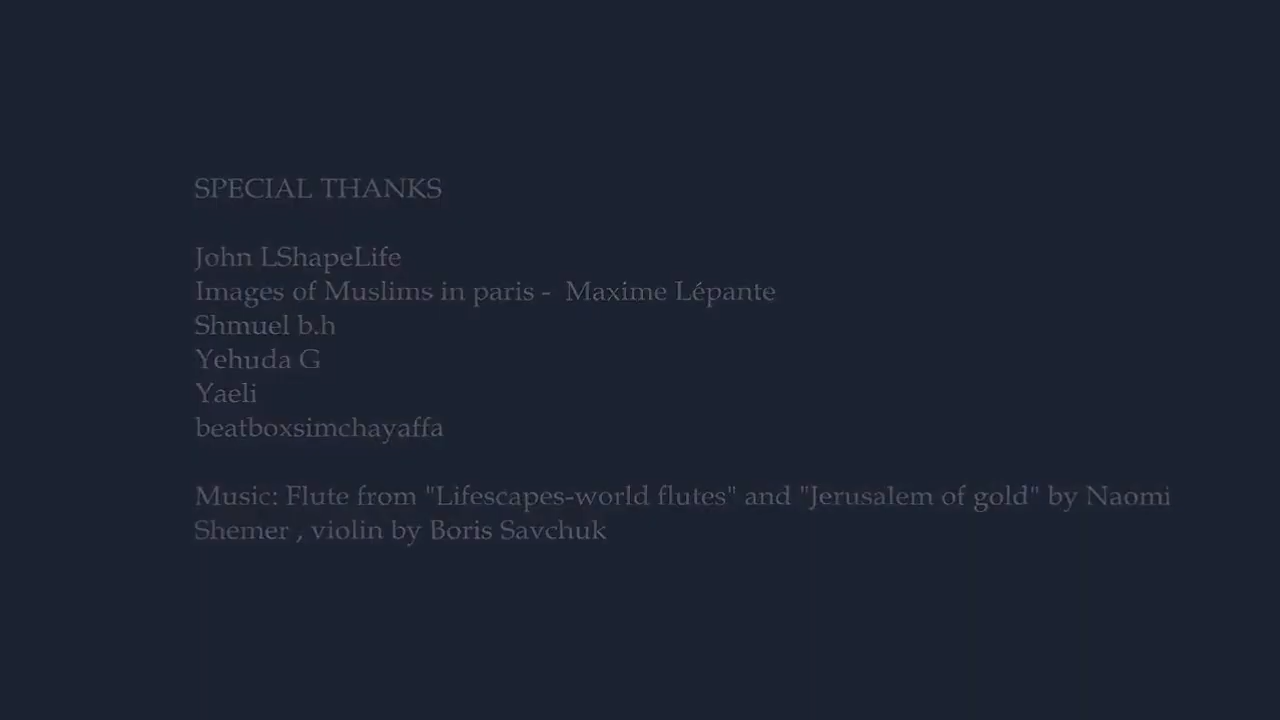 SPECIAL THANKS
John LShapeLife
Images of Muslims in paris -  Maxime Lépante
Shmuel b.h
Yehuda G
Yaeli
beatboxsimchayaffa
Music: Flute from "Lifescapes-world flutes" and "Jerusalem of gold" by Naomi
Shemer , violin by Boris Savchuk